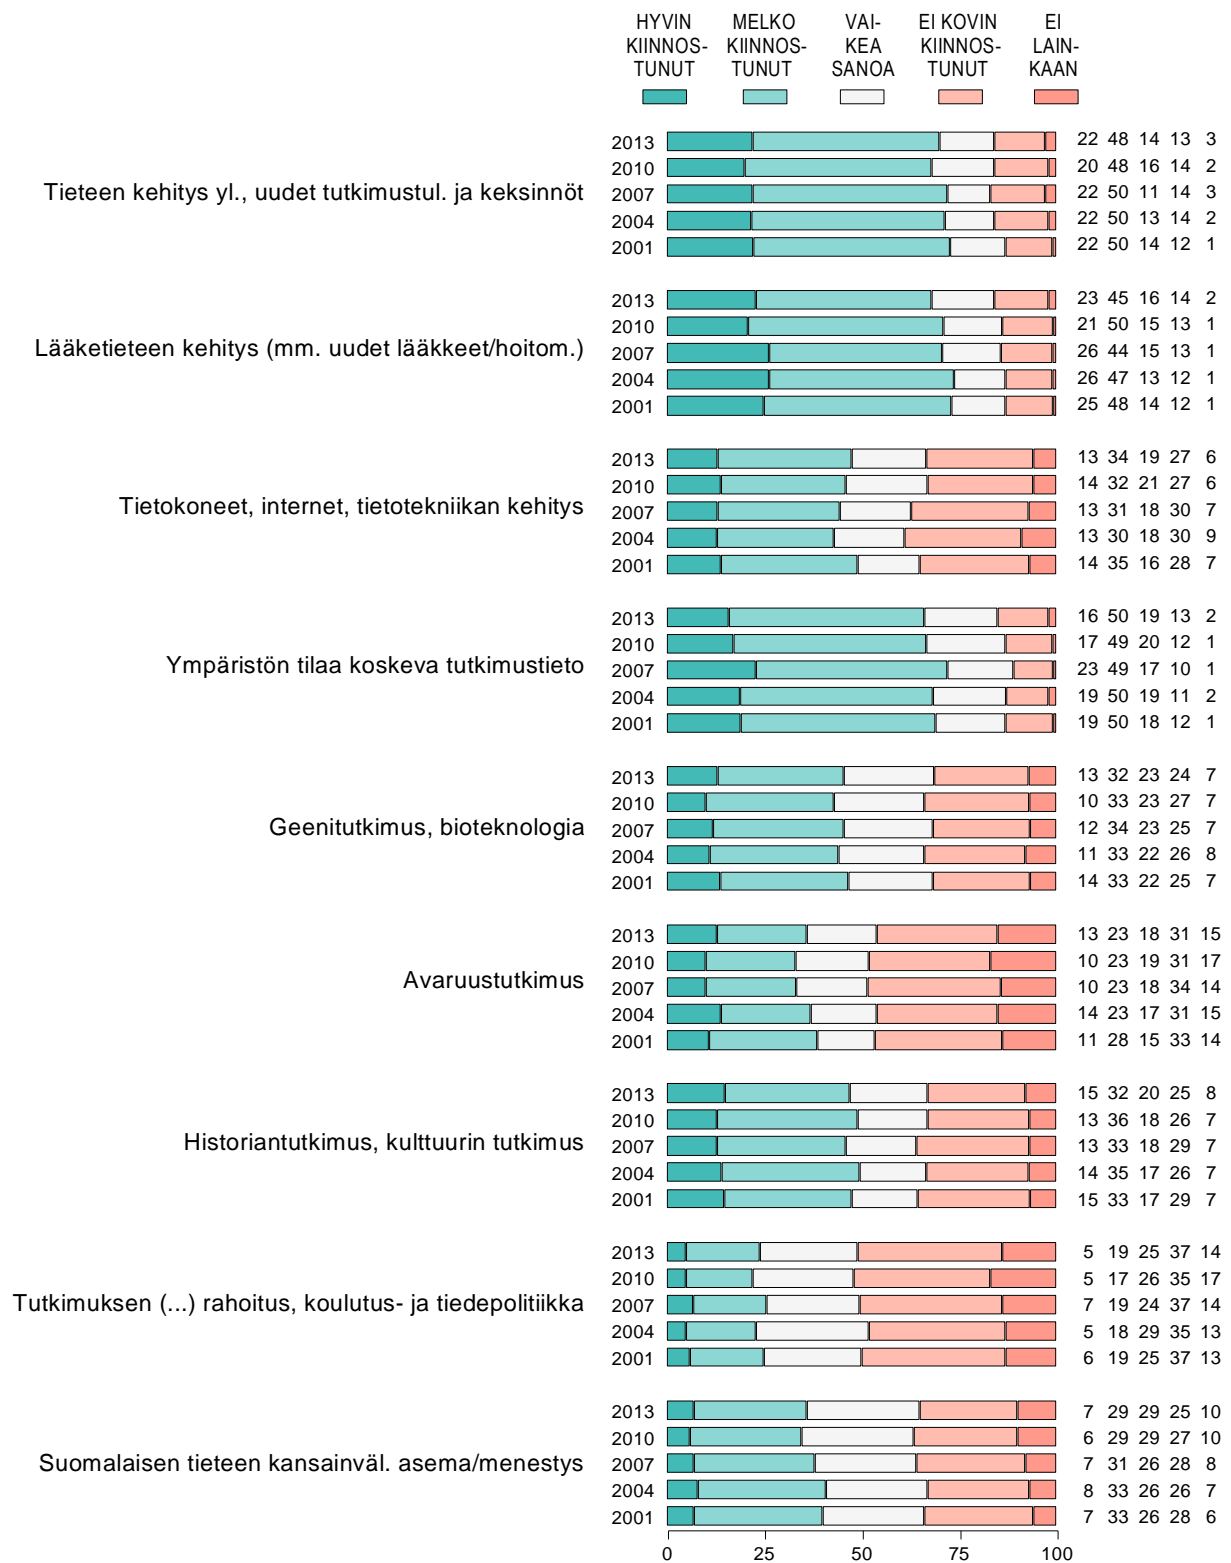 HYVIN MELKO VAI- EI KOVIN EI
KIINNOS- KIINNOS- KEA KIINNOS- LAIN-
TUNUT TUNUT SANOA TUNUT KAAN
2013 22 48 14 13 3
2010 20 48 16 14 2
Tieteen kehitys yl., uudet tutkimustul. ja keksinnöt 2007 22 50 11 14 3
2004 22 50 13 14 2
2001 22 50 14 12 1
2013 23 45 16 14 2
2010 21 50 15 13 1
Lääketieteen kehitys (mm. uudet lääkkeet/hoitom.) 2007 26 44 15 13 1
2004 26 47 13 12 1
2001 25 48 14 12 1
2013 13 34 19 27 6
2010 14 32 21 27 6
Tietokoneet, internet, tietotekniikan kehitys 2007 13 31 18 30 7
2004 13 30 18 30 9
2001 14 35 16 28 7
2013 16 50 19 13 2
2010 17 49 20 12 1
Ympäristön tilaa koskeva tutkimustieto 2007 23 49 17 10 1
2004 19 50 19 11 2
2001 19 50 18 12 1
2013 13 32 23 24 7
2010 10 33 23 27 7
Geenitutkimus, bioteknologia 2007 12 34 23 25 7
2004 11 33 22 26 8
2001 14 33 22 25 7
2013 13 23 18 31 15
2010 10 23 19 31 17
Avaruustutkimus 2007 10 23 18 34 14
2004 14 23 17 31 15
2001 11 28 15 33 14
2013 15 32 20 25 8
2010 13 36 18 26 7
Historiantutkimus, kulttuurin tutkimus 2007 13 33 18 29 7
2004 14 35 17 26 7
2001 15 33 17 29 7
2013 5 19 25 37 14
2010 5 17 26 35 17
Tutkimuksen (...) rahoitus, koulutus- ja tiedepolitiikka 2007 7 19 24 37 14
2004 5 18 29 35 13
2001 6 19 25 37 13
2013 7 29 29 25 10
2010 6 29 29 27 10
Suomalaisen tieteen kansainväl. asema/menestys 2007 7 31 26 28 8
2004 8 33 26 26 7
2001 7 33 26 28 6
0 25 50 75 100